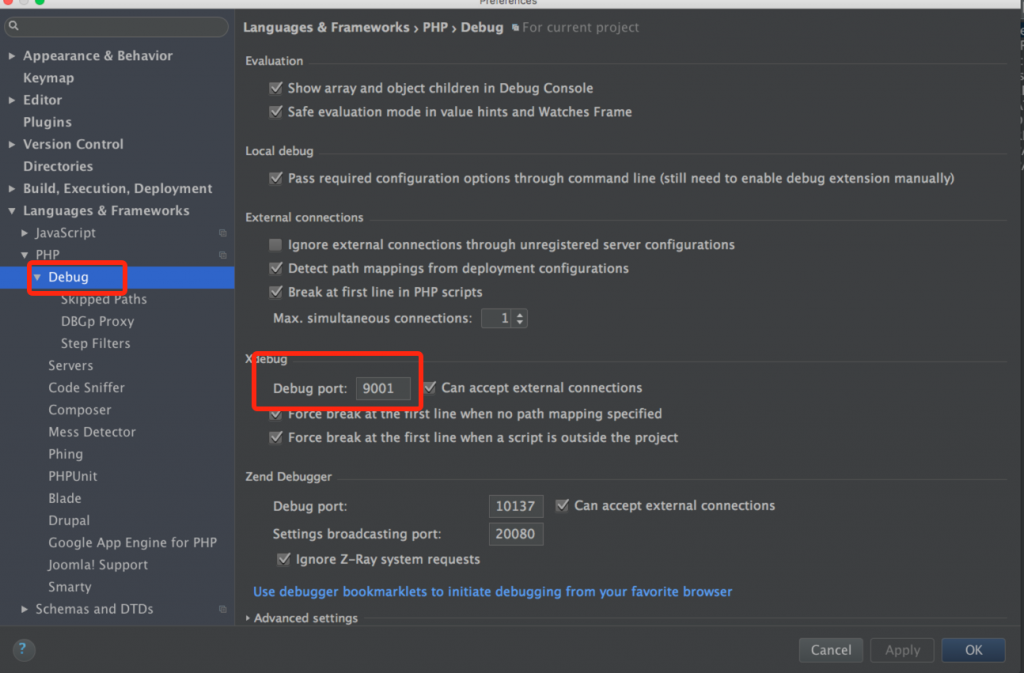 Preferences
Languages & Frameworks › PHP › Debug For current project
Appearance & Behavior
Keymap
Editor
Plugins
Version Control
Directories
Build, Execution, Deployment
Languages & Frameworks
JavaScript
PHP
Debug
Skipped Paths
DBGp Proxy
Step Filters
Servers
Code Sniffer
Composer
Mess Detector
Phing
PHPUnit
Blade
Drupal
Google App Engine for PHP
Joomla! Support
Smarty
Schemas and DTDs
Evaluation
Show array and object children in Debug Console
Safe evaluation mode in value hints and Watches Frame
Local debug
Pass required configuration options through command line (still need to enable debug extension manually)
External connections
Ignore external connections through unregistered server configurations
Detect path mappings from deployment configurations
Break at first line in PHP scripts
Max. simultaneous connections: 1
Xdebug
Debug port: 9001 Can accept external connections
Force break at the first line when no path mapping specified
Force break at the first line when a script is outside the project
Zend Debugger
Debug port: 10137 Can accept external connections
Settings broadcasting port: 20080
Ignore Z-Ray system requests
Use debugger bookmarklets to initiate debugging from your favorite browser
Advanced settings
?
Cancel Apply OK